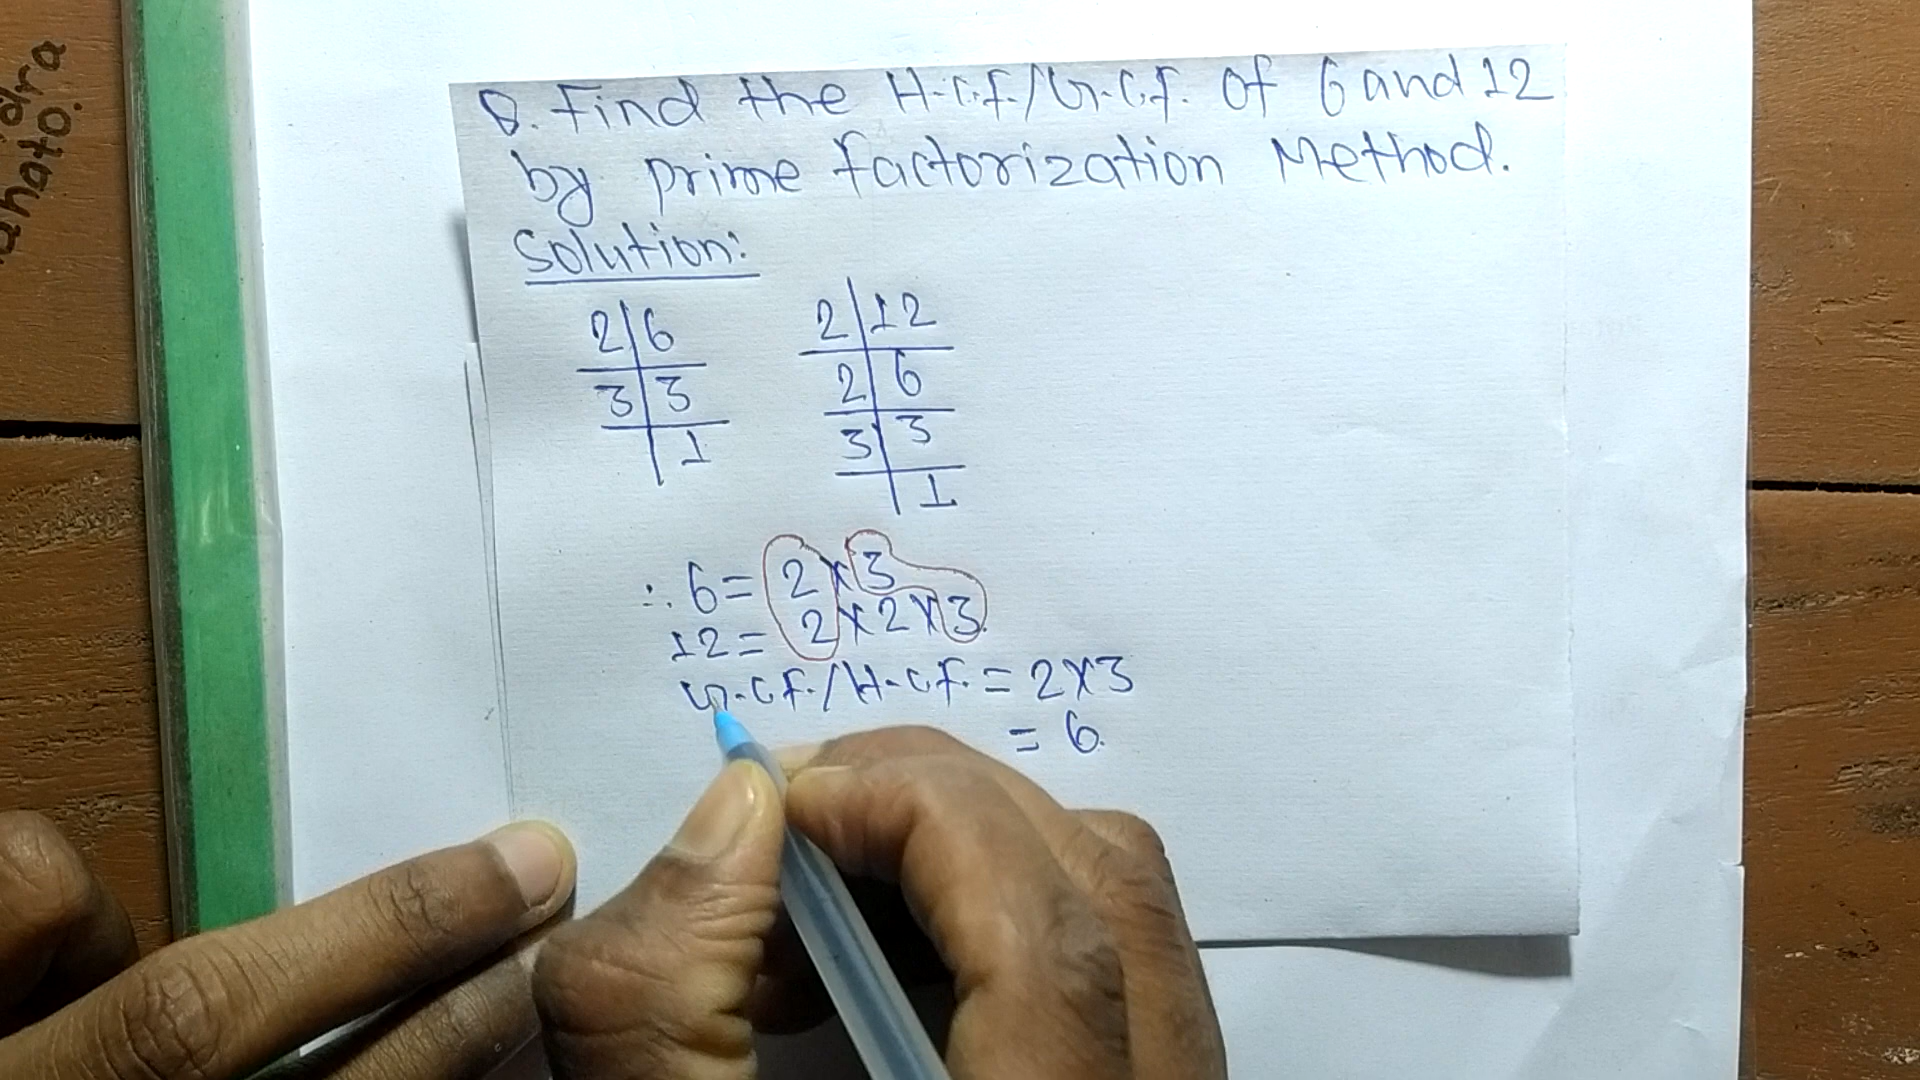 Q. Find the H.C.F./G.C.F. of 6 and 12
by prime factorization Method.
Solution:
2 | 6
3 | 3
1
2 | 12
2 | 6
3 | 3
1
∴ 6 = 2×3
12 = 2×2×3
G.C.F./H.C.F. = 2×3
= 6.